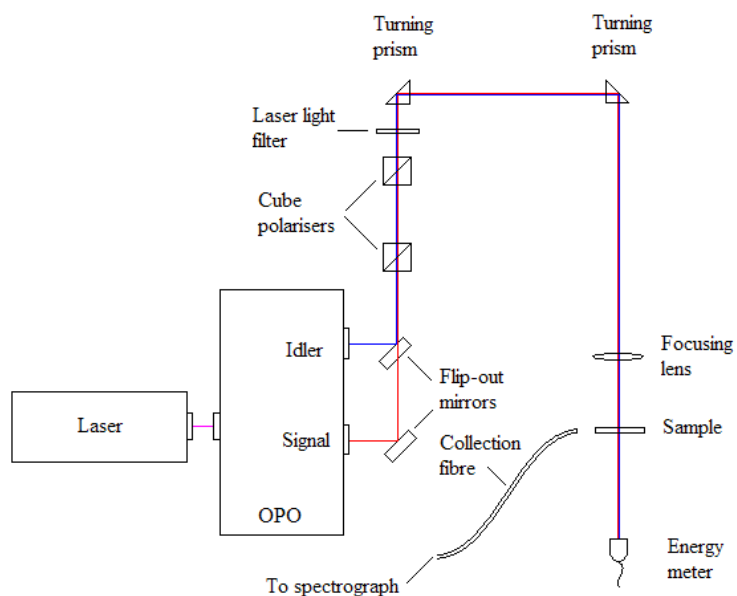 Turning
prism
Turning
prism
Laser light
filter
Cube
polarisers
Idler
Focusing
lens
Flip-out
mirrors
Laser
Signal
Sample
Collection
fibre
OPO
Energy
meter
To spectrograph